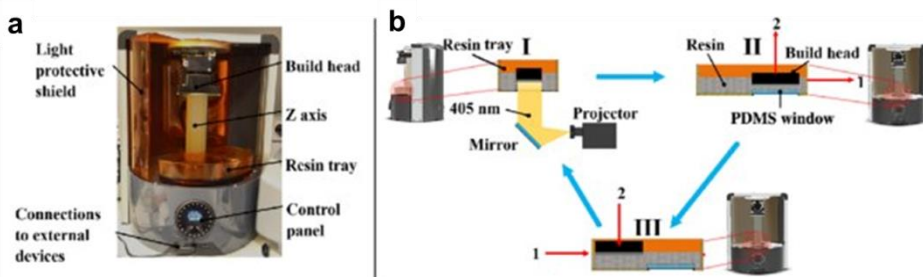 a
Light
protective
shield
Build head
Z axis
Resin tray
Connections
to external
devices
Control
panel
b
Resin tray
I
405 nm
Mirror
Projector
2
II
Resin
Build head
1
PDMS window
2
III
1